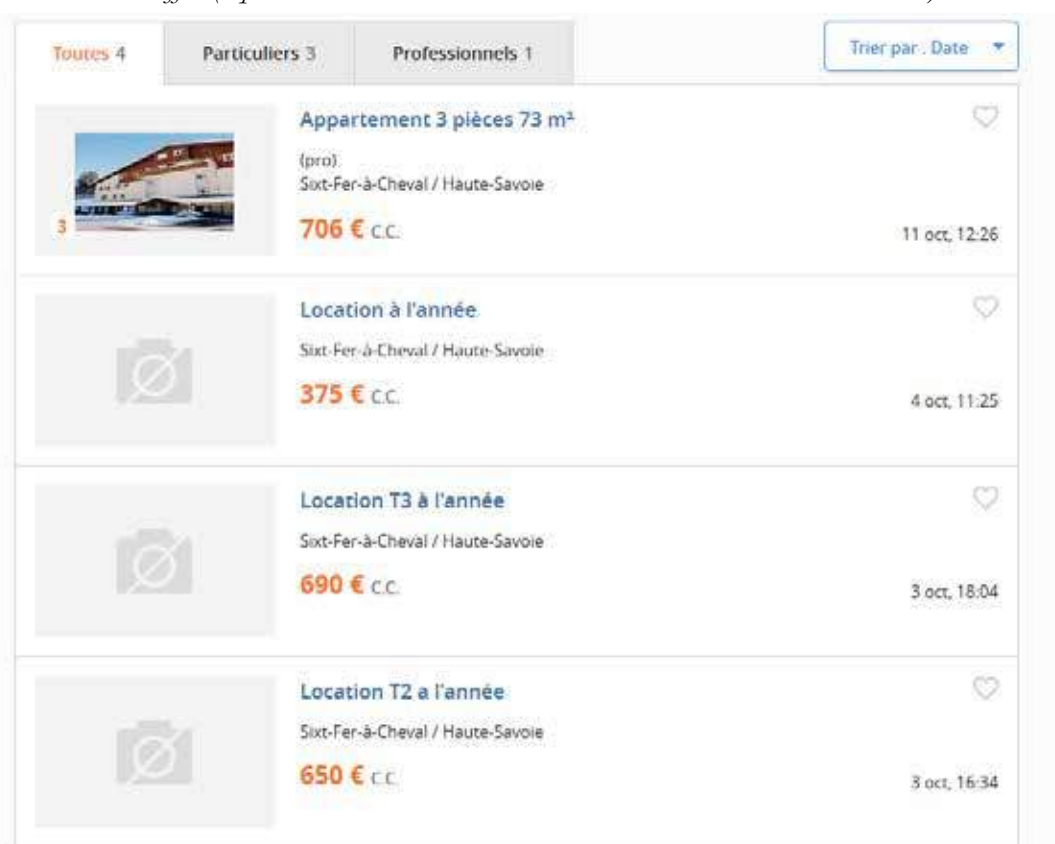 Toutes 4 Particuliers 3 Professionnels 1 Trier par . Date
Appartement 3 pièces 73 m²
(pro)
Sixt-Fer-à-Cheval / Haute-Savoie
706 € C.C.
11 oct, 12:26
3
Location à l'année
Sixt-Fer-à-Cheval / Haute-Savoie
375 € C.C.
4 oct, 11:25
Location T3 à l'année
Sixt-Fer-à-Cheval / Haute-Savoie
690 € C.C.
3 oct, 18:04
Location T2 a l'année
Sixt-Fer-à-Cheval / Haute-Savoie
650 € C.C.
3 oct, 16:34